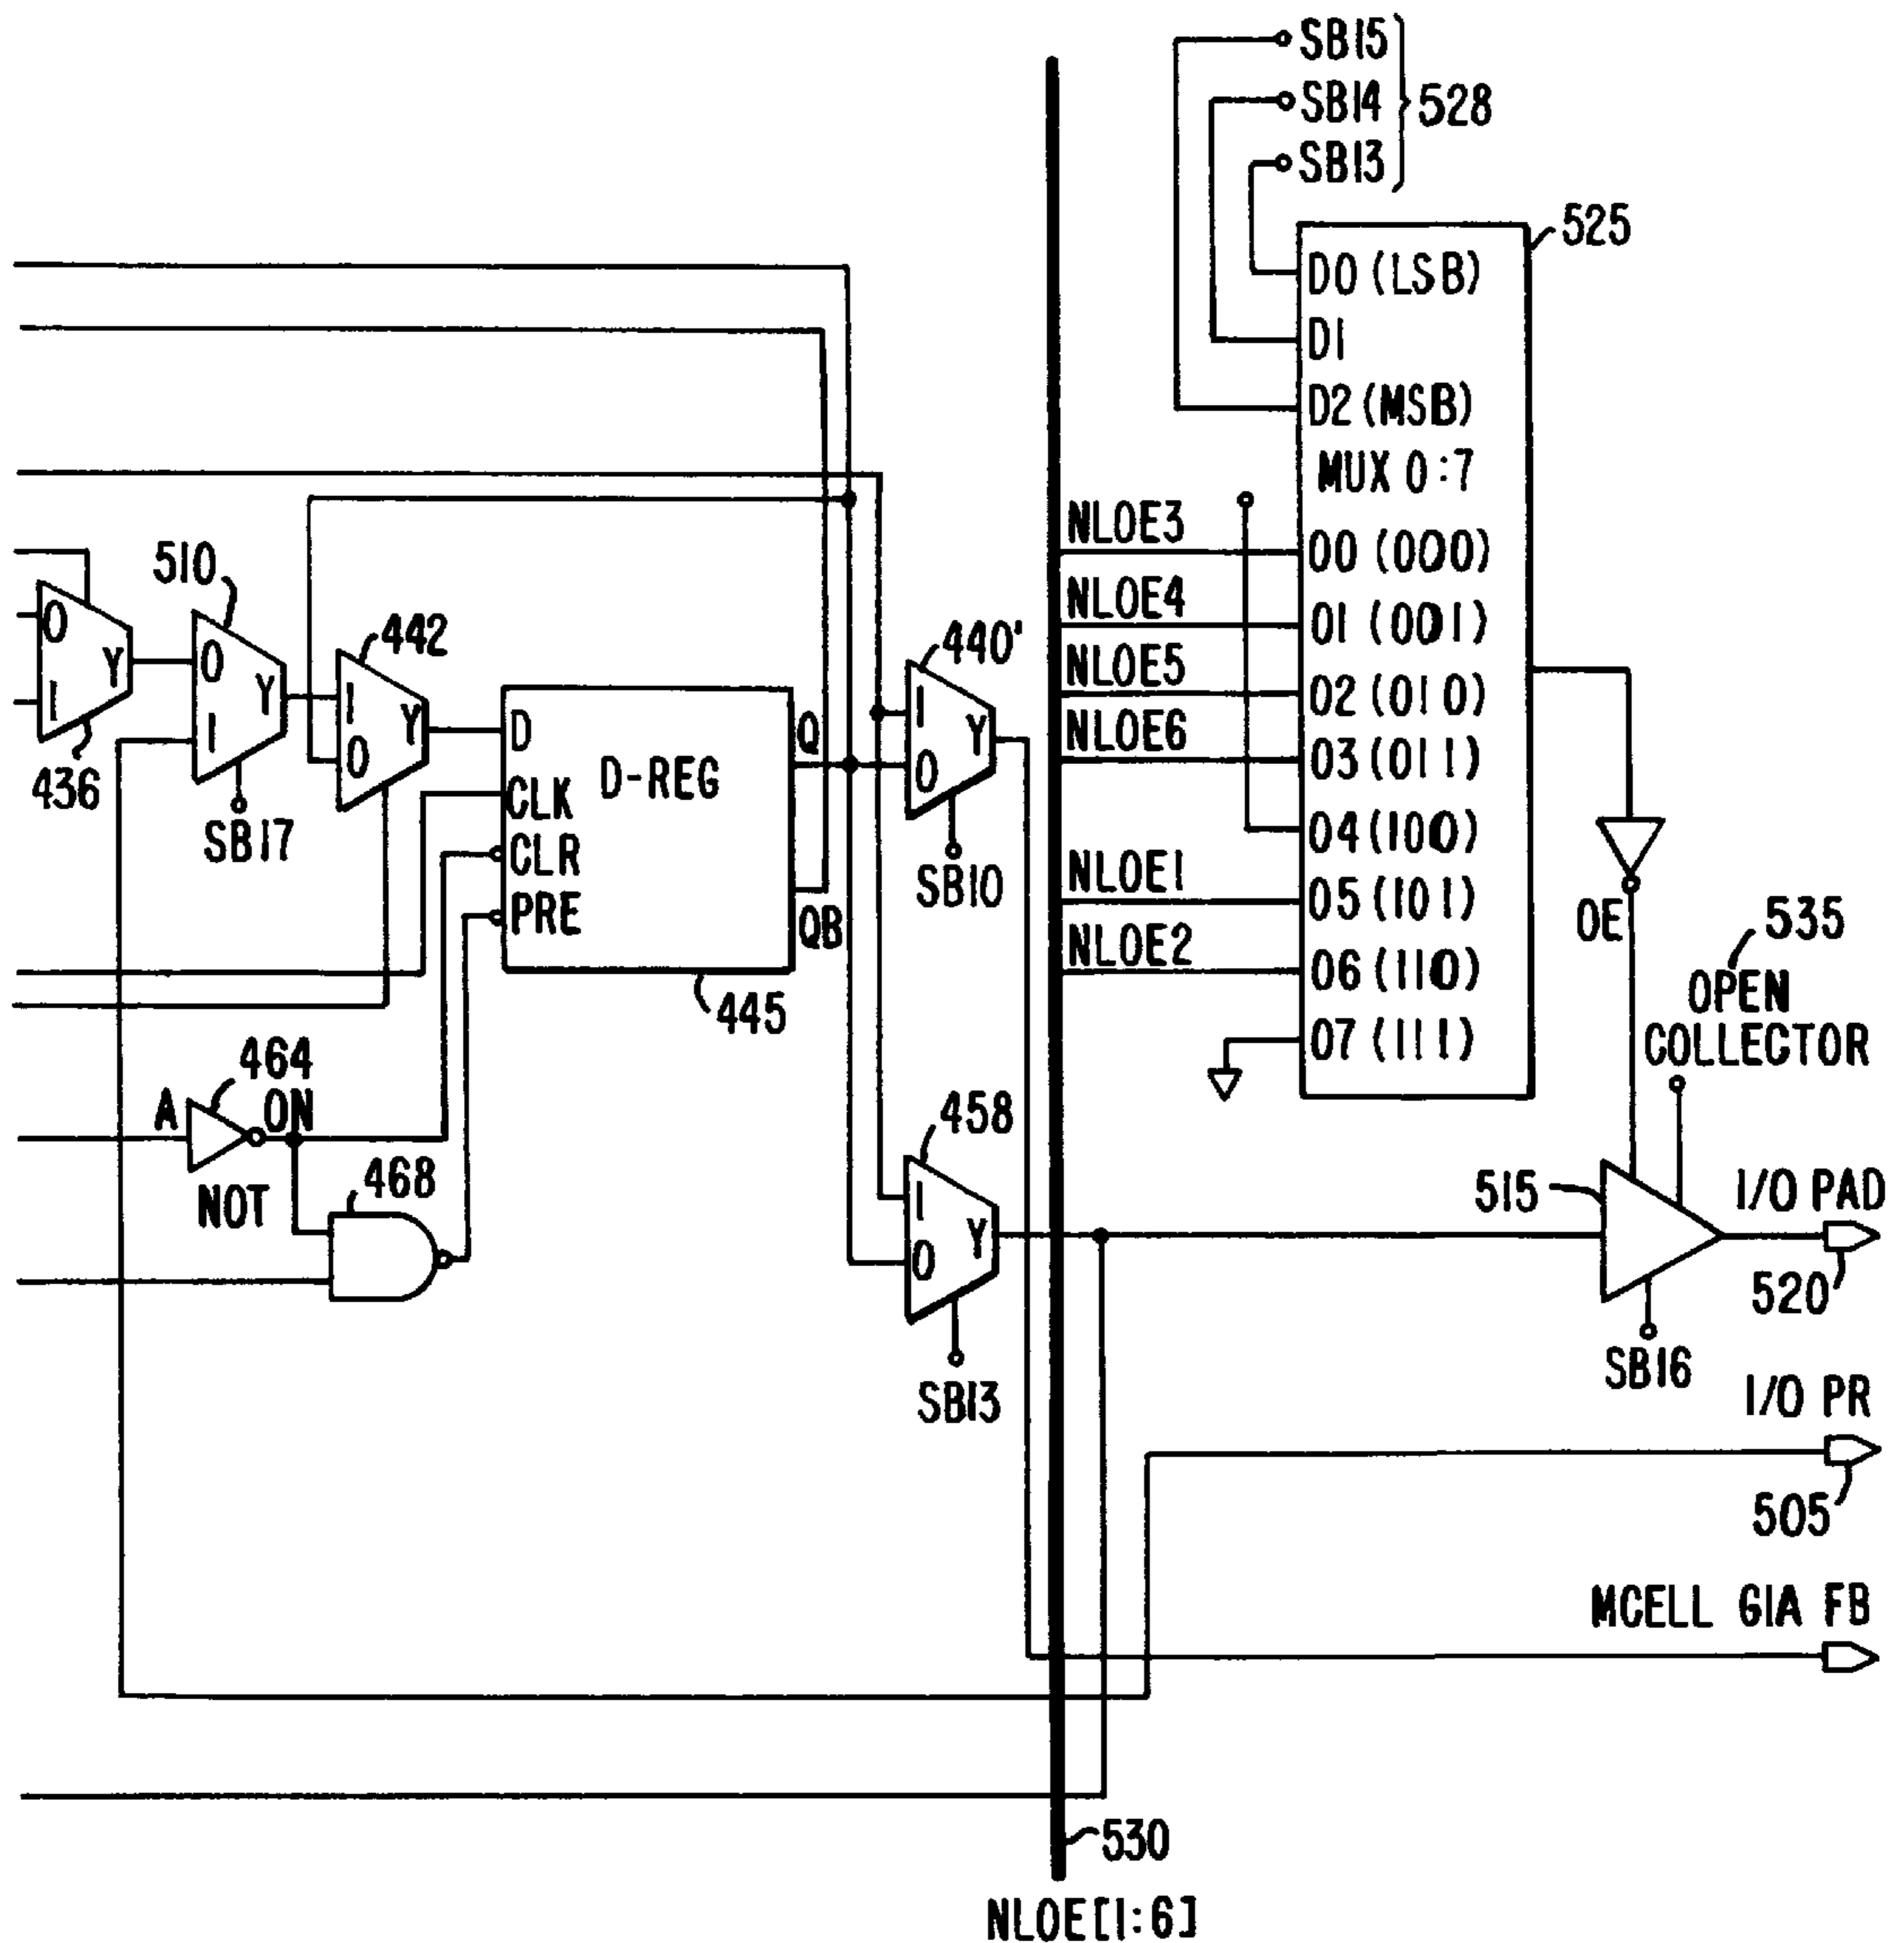 SB15
SB14
SB13
528
525
D0 (LSB)
D1
D2 (MSB)
MUX 0:7
NLOE3
00 (000)
NLOE4
01 (001)
NLOE5
02 (010)
NLOE6
03 (011)
04 (100)
NLOE1
05 (101)
NLOE2
06 (110)
07 (111)
510
442
440'
0
1
Y
436
0
1
Y
SB17
1
0
Y
D
CLK
CLR
PRE
D-REG
Q
QB
445
1
0
Y
SB10
OE
535
OPEN
COLLECTOR
464
A
ON
NOT
468
458
1
0
Y
SB13
515
I/O PAD
520
SB16
I/O PR
505
MCELL GIA FB
530
NLOE[1:6]